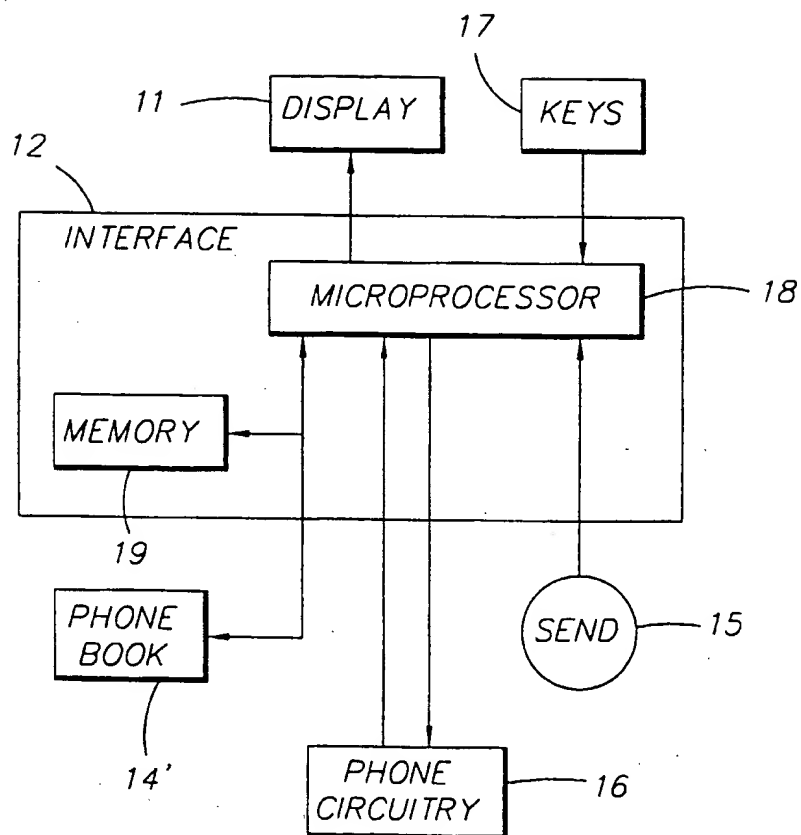 17
11
DISPLAY
KEYS
12
INTERFACE
MICROPROCESSOR
18
MEMORY
19
PHONE
BOOK
SEND
15
14'
PHONE
CIRCUITRY
16